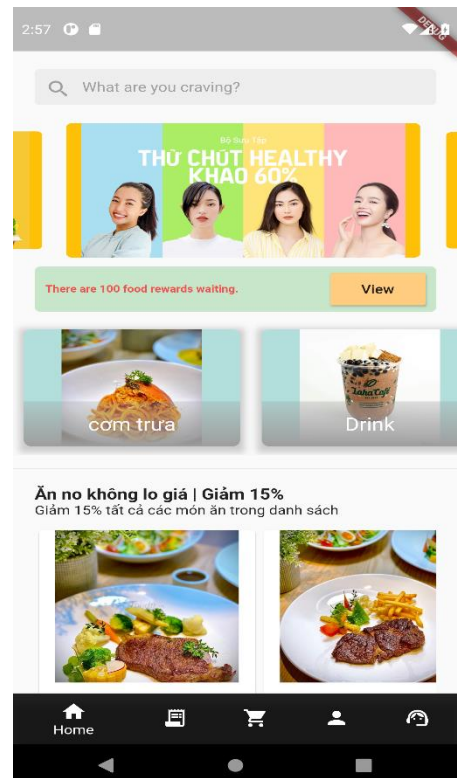 2:57
DEBUG
What are you craving?
Bộ Sưu Tập
THỬ CHÚT HEALTHY
KHAO 60%
There are 100 food rewards waiting.
View
cơm trưa
Laha Café
Drink
Ăn no không lo giá | Giảm 15%
Giảm 15% tất cả các món ăn trong danh sách
Home